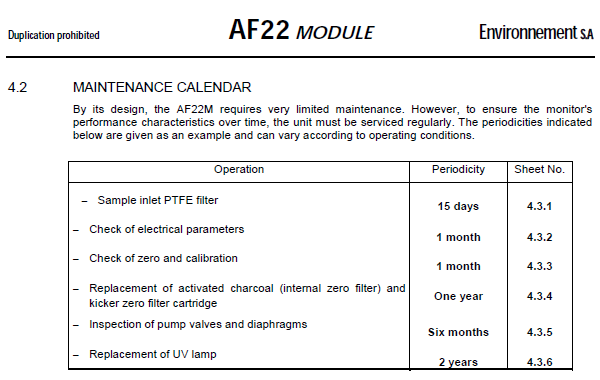 Duplication prohibited AF22 MODULE Environnement S.A
4.2 MAINTENANCE CALENDAR
By its design, the AF22M requires very limited maintenance. However, to ensure the monitor's
performance characteristics over time, the unit must be serviced regularly. The periodicities indicated
below are given as an example and can vary according to operating conditions.
Operation Periodicity Sheet No.
– Sample inlet PTFE filter 15 days 4.3.1
– Check of electrical parameters 1 month 4.3.2
– Check of zero and calibration 1 month 4.3.3
– Replacement of activated charcoal (internal zero filter) and
kicker zero filter cartridge One year 4.3.4
– Inspection of pump valves and diaphragms Six months 4.3.5
– Replacement of UV lamp 2 years 4.3.6